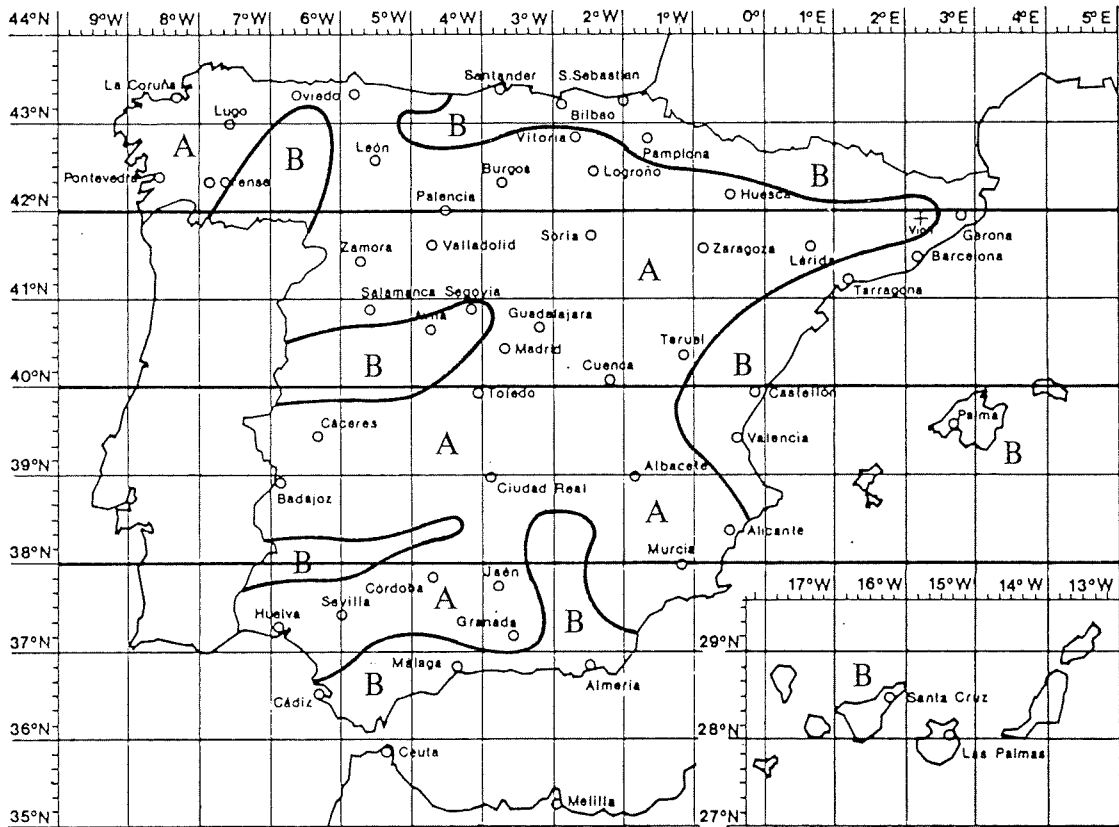 9°W 8°W 7°W 6°W 5°W 4°W 3°W 2°W 1°W 0° 1°E 2°E 3°E 4°E 5°E
44°N
Santander S.Sebastian
La Coruña Oviedo
43°N
Lugo B Bilbao
A B León Vitoria Pamplona
Pontevedra Orense Burgos Logroño B Huesca
Palencia
42°N
Vich Gerona
Zamora Valladolid Soria A Zaragoza Lérida Barcelona
41°N
Salamanca Segovia Tarragona
Avila Guadalajara
B Madrid Teruel
Cuenca B
40°N
Toledo Castellón
Palma
Cáceres A Valencia B
39°N
Albacete
Badajoz Ciudad Real
A Alicante
Murcia
38°N
B
Córdoba Jaén 17°W 16°W 15°W 14°W 13°W
Huelva Sevilla A Granada B
37°N 29°N
Málaga Almería B
Cádiz B Santa Cruz
36°N 28°N
Ceuta Las Palmas
Melilla
35°N 27°N